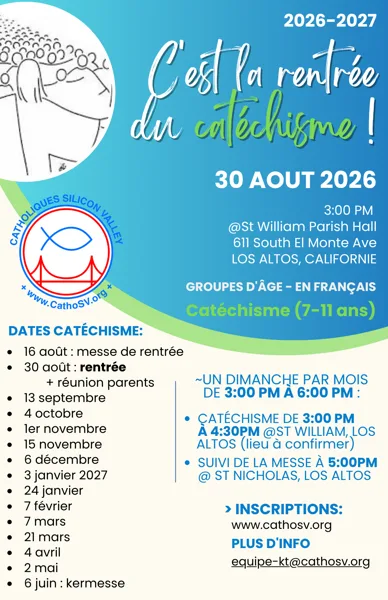 2026-2027
C'est la rentrée
du catéchisme !
30 AOUT 2026
3:00 PM
@St William Parish Hall
611 South El Monte Ave
LOS ALTOS, CALIFORNIE
GROUPES D'ÂGE - EN FRANÇAIS
Catéchisme (7-11 ans)
CATHOLIQUES SILICON VALLEY
+ www.CathoSV.org +
DATES CATÉCHISME:
• 16 août : messe de rentrée
• 30 août : rentrée
+ réunion parents
• 13 septembre
• 4 octobre
• 1er novembre
• 15 novembre
• 6 décembre
• 3 janvier 2027
• 24 janvier
• 7 février
• 7 mars
• 21 mars
• 4 avril
• 2 mai
• 6 juin : kermesse
~UN DIMANCHE PAR MOIS
DE 3:00 PM À 6:00 PM :
• CATÉCHISME DE 3:00 PM
À 4:30PM @ST WILLIAM, LOS
ALTOS (lieu à confirmer)
• SUIVI DE LA MESSE À 5:00PM
@ ST NICHOLAS, LOS ALTOS
> INSCRIPTIONS:
www.cathosv.org
PLUS D'INFO
equipe-kt@cathosv.org